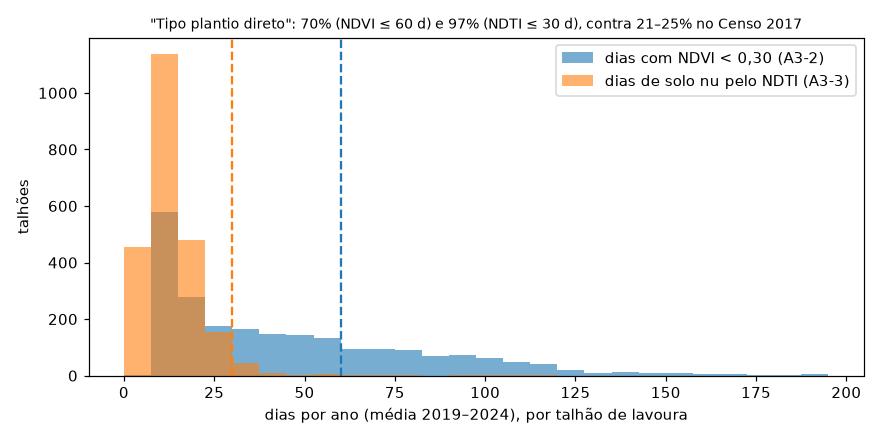 "Tipo plantio direto": 70% (NDVI ≤ 60 d) e 97% (NDTI ≤ 30 d), contra 21–25% no Censo 2017
dias com NDVI < 0,30 (A3-2)
dias de solo nu pelo NDTI (A3-3)
talhões
1000
800
600
400
200
0
0 25 50 75 100 125 150 175 200
dias por ano (média 2019–2024), por talhão de lavoura